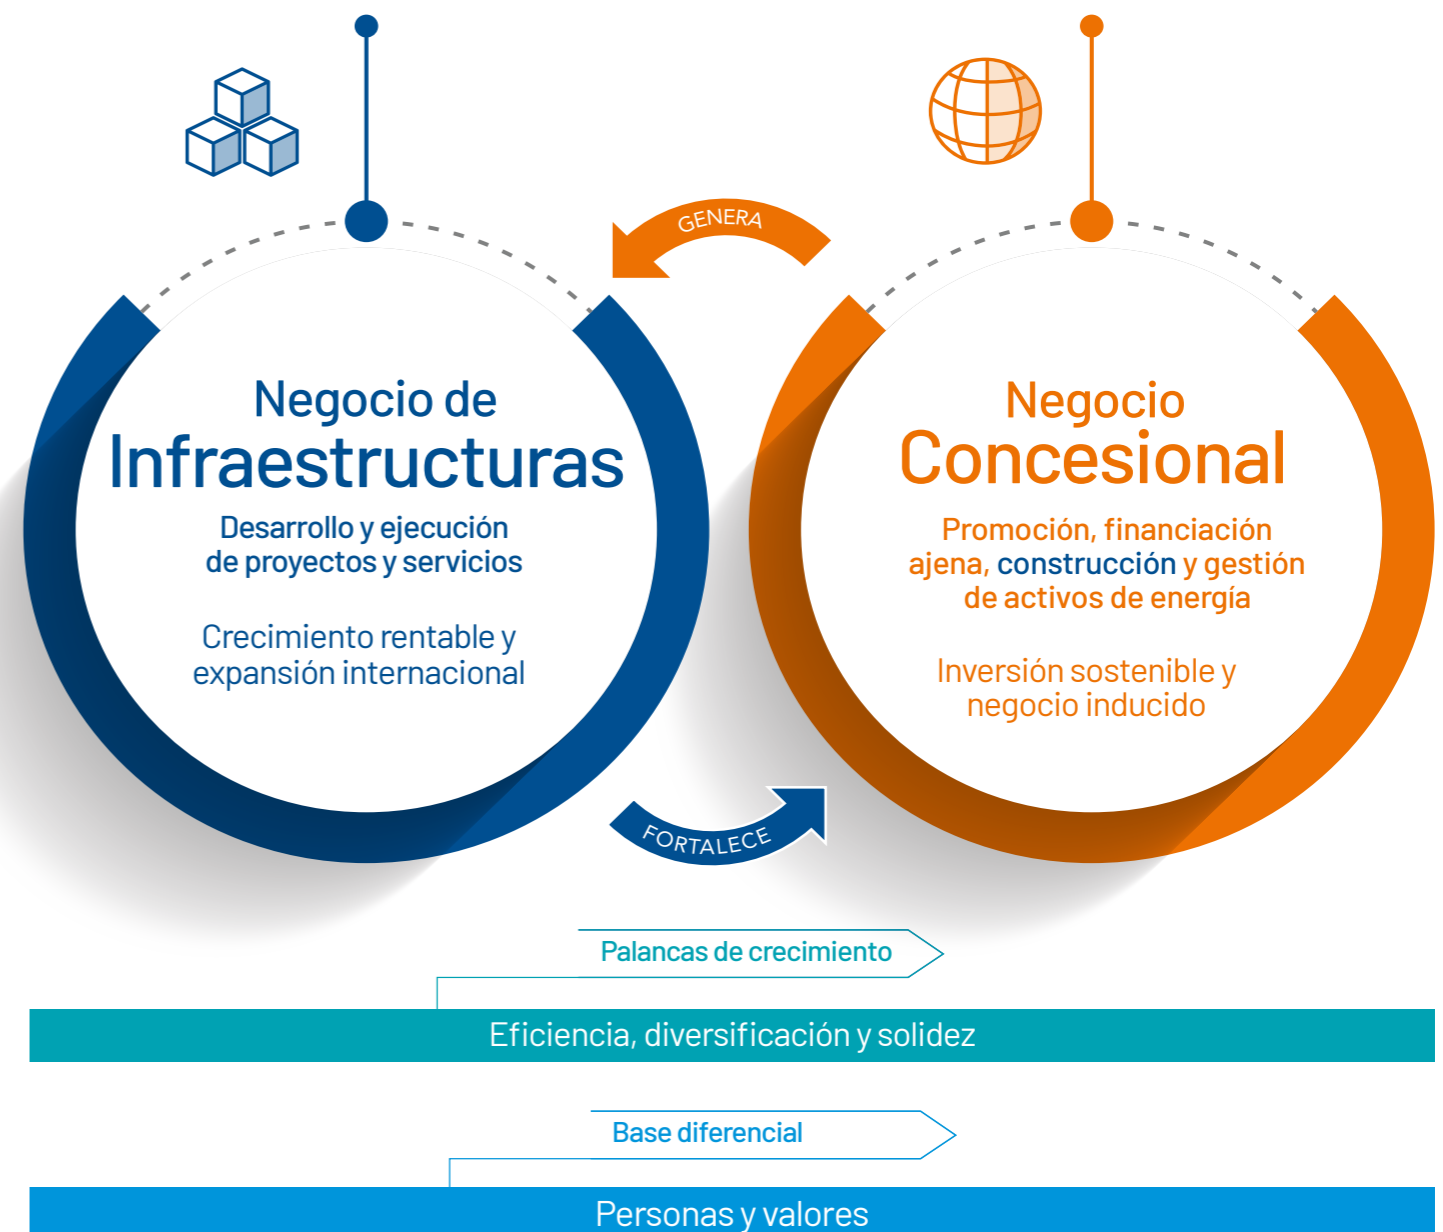 GENERA
Negocio de
Infraestructuras
Desarrollo y ejecución
de proyectos y servicios
Crecimiento rentable y
expansión internacional
Negocio
Concesional
Promoción, financiación
ajena, construcción y gestión
de activos de energía
Inversión sostenible y
negocio inducido
FORTALECE
Palancas de crecimiento
Eficiencia, diversificación y solidez
Base diferencial
Personas y valores